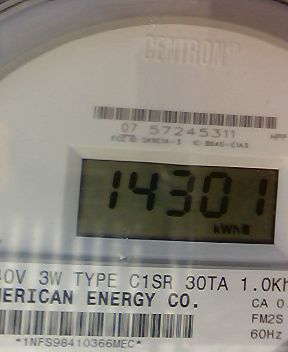 CENTRON®
07 57245311
14301
kWh
40V 3W TYPE C1SR 30TA 1.0Kh
MERICAN ENERGY CO.
CA 0.
FM2S
60Hz
*1NFS98410366MEC*